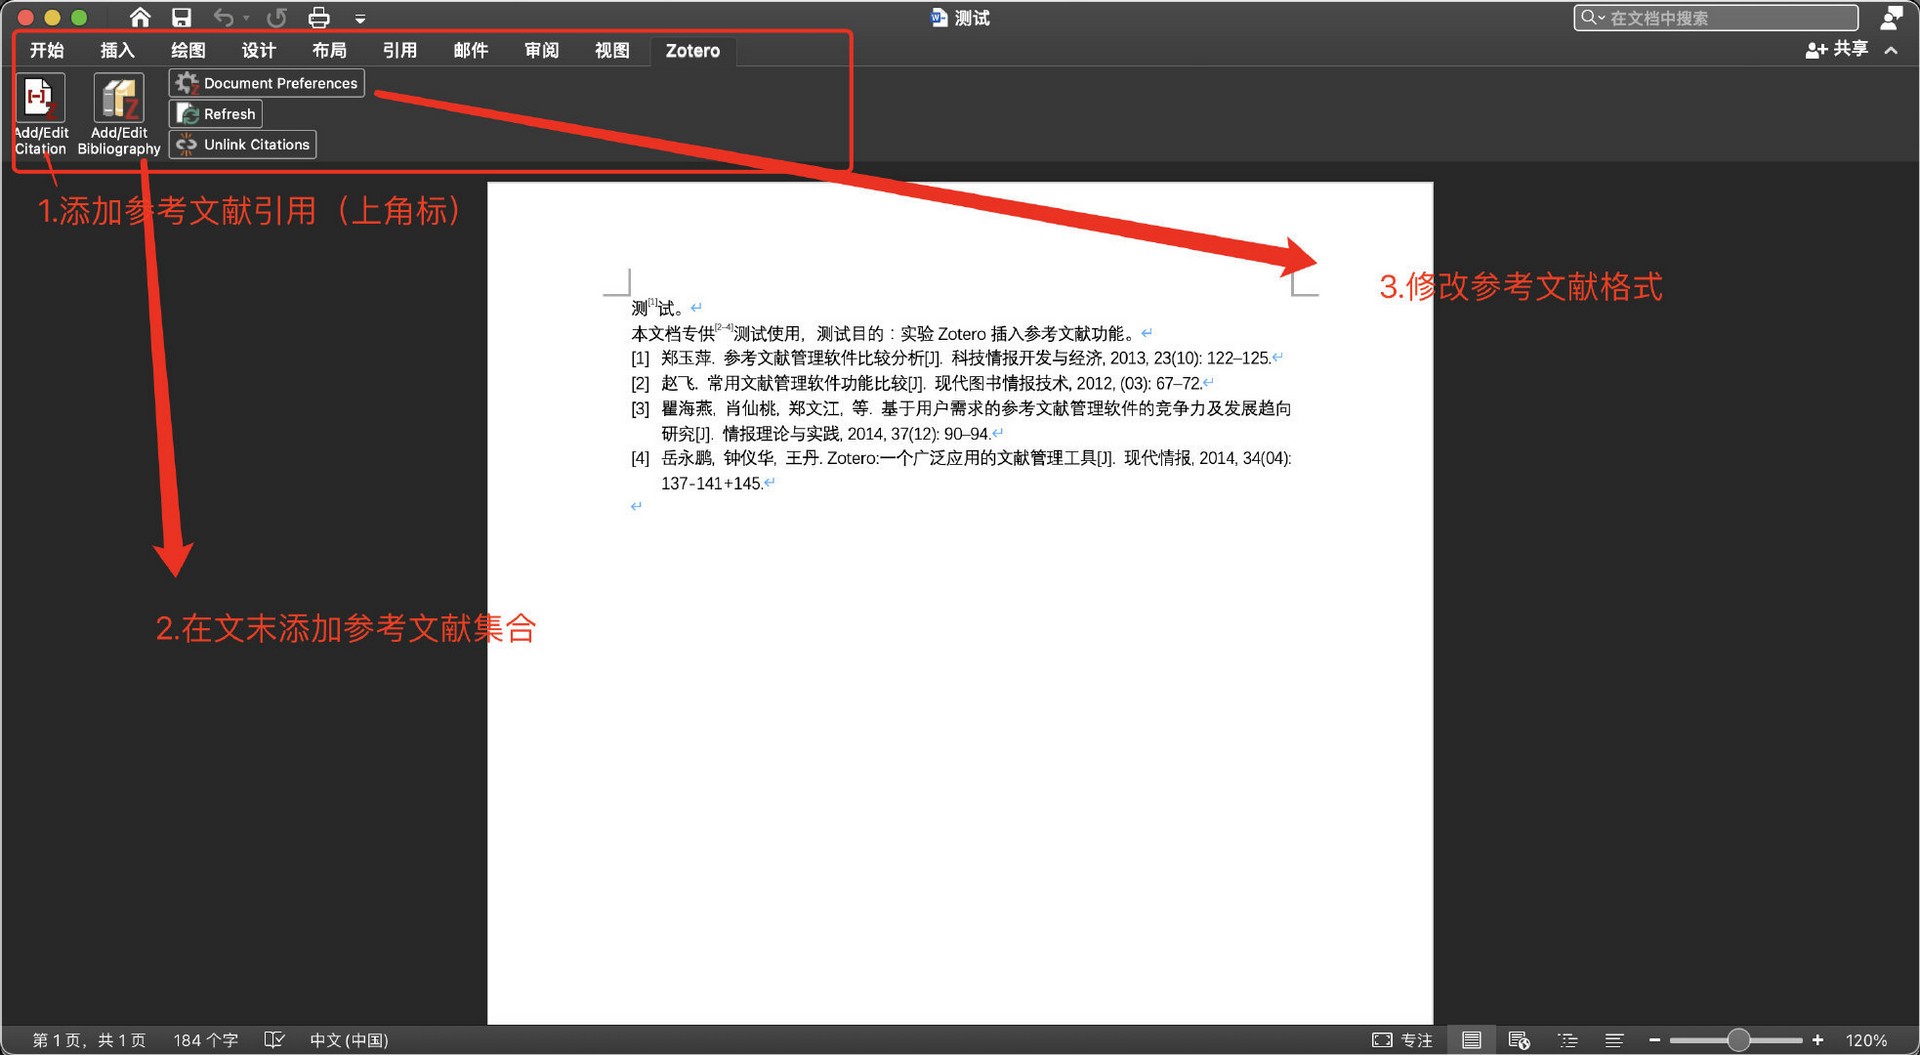 测试
在文档中搜索
开始 插入 绘图 设计 布局 引用 邮件 审阅 视图 Zotero
共享
Add/Edit Citation
Add/Edit Bibliography
Document Preferences
Refresh
Unlink Citations
1.添加参考文献引用（上角标）
3.修改参考文献格式
测[1]试。
本文档专供[2–4]测试使用，测试目的：实验 Zotero 插入参考文献功能。
[1] 郑玉萍. 参考文献管理软件比较分析[J]. 科技情报开发与经济, 2013, 23(10): 122–125.
[2] 赵飞. 常用文献管理软件功能比较[J]. 现代图书情报技术, 2012, (03): 67–72.
[3] 瞿海燕, 肖仙桃, 郑文江, 等. 基于用户需求的参考文献管理软件的竞争力及发展趋向
研究[J]. 情报理论与实践, 2014, 37(12): 90–94.
[4] 岳永鹏, 钟仪华, 王丹. Zotero:一个广泛应用的文献管理工具[J]. 现代情报, 2014, 34(04):
137-141+145.
2.在文末添加参考文献集合
第 1 页，共 1 页 184 个字 中文 (中国) 专注 120%